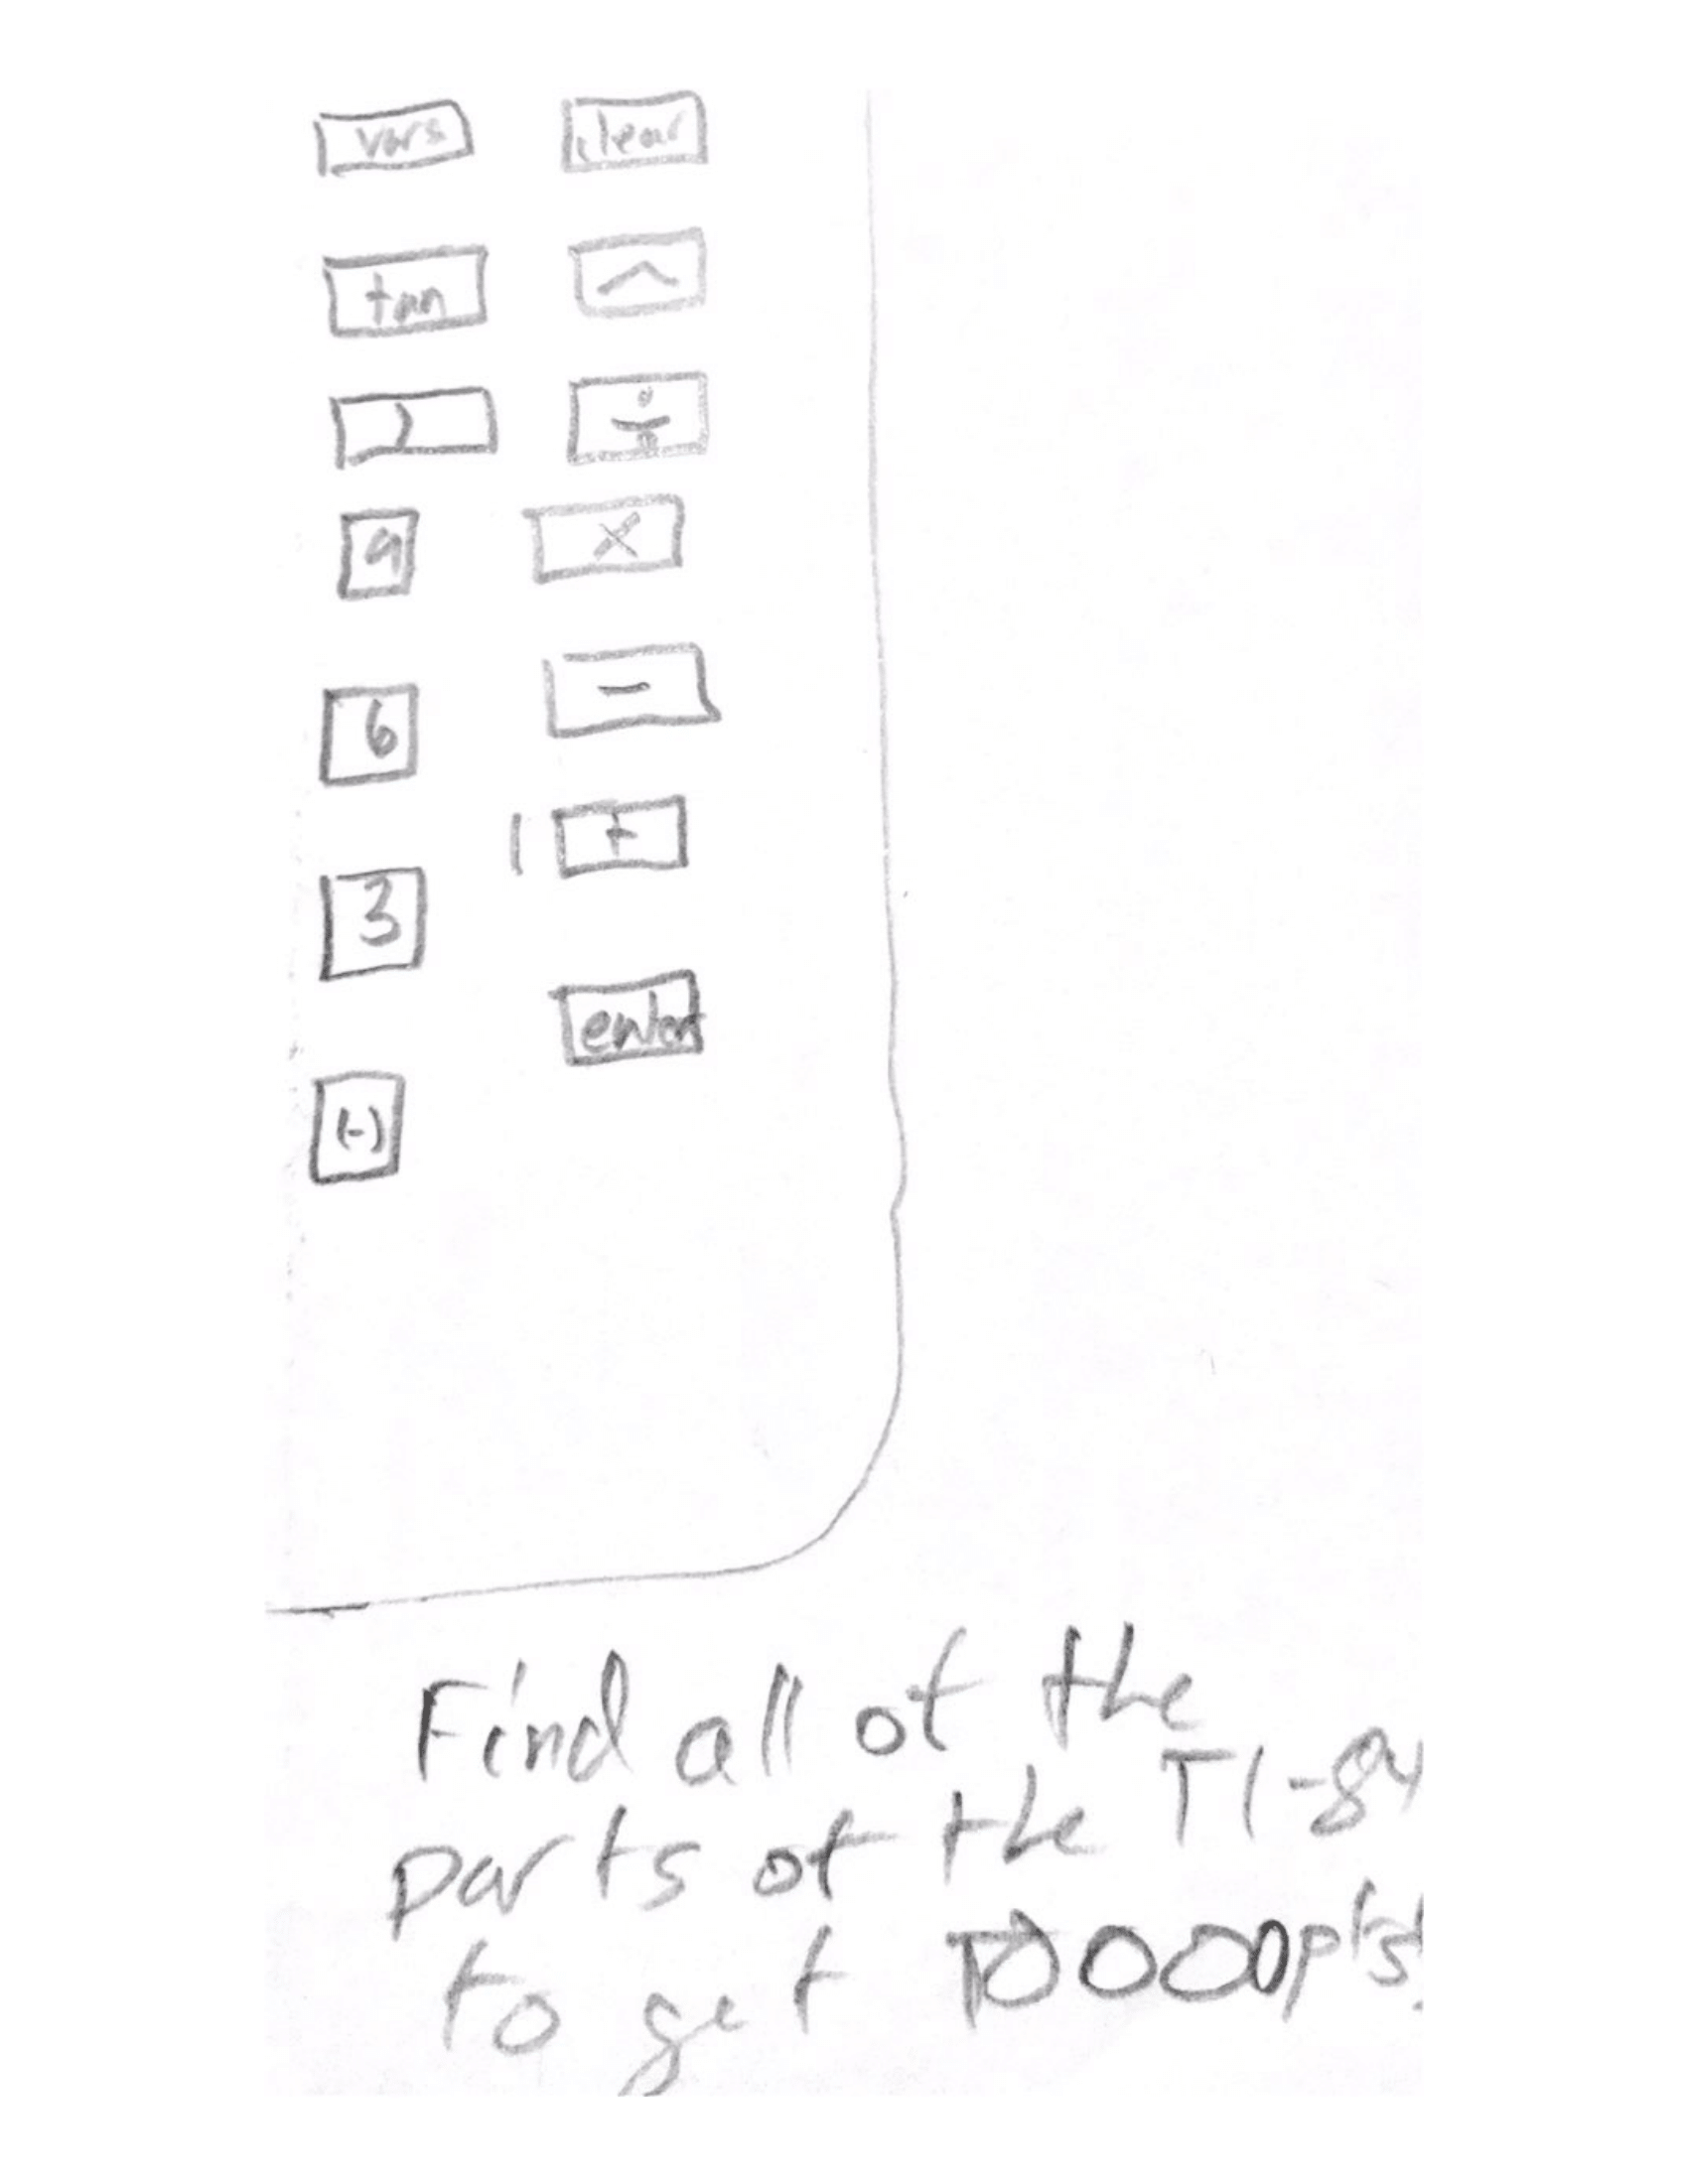 vars clear
tan ^
) ÷
9 ×
6 -
3 +
enter
(-)
Find all of the
parts of the TI-84
to get 10000pts!